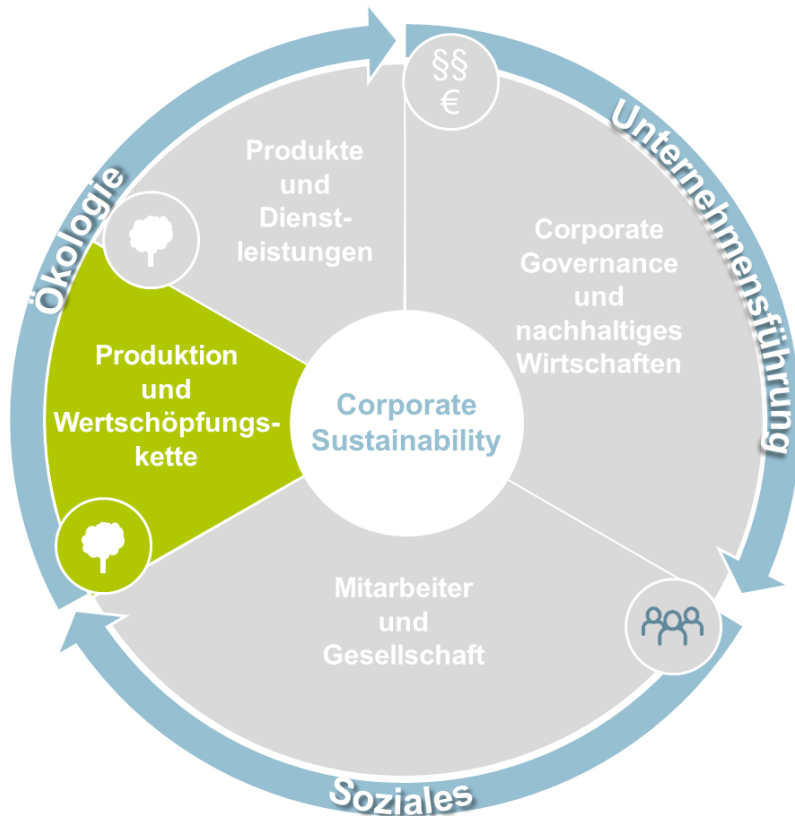 §§
€
Unternehmensführung
Corporate
Governance
und
nachhaltiges
Wirtschaften
Produkte
und
Dienst-
leistungen
Ökologie
Produktion
und
Wertschöpfungs-
kette
Corporate
Sustainability
Mitarbeiter
und
Gesellschaft
Soziales